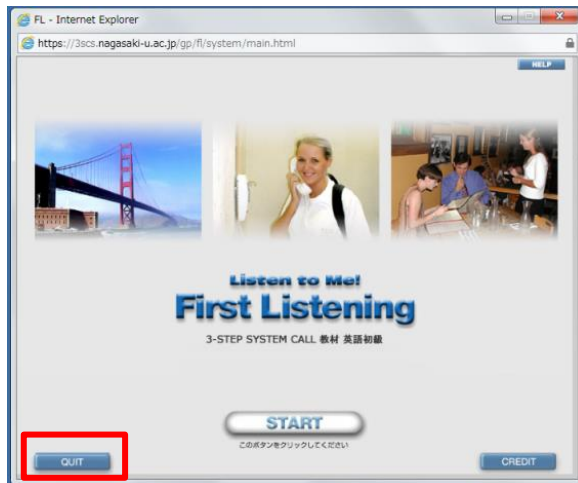 FL - Internet Explorer
https://3scs.nagasaki-u.ac.jp/gp/fl/system/main.html
HELP
Listen to Me!
First Listening
3-STEP SYSTEM CALL 教材 英語初級
START
このボタンをクリックしてください
QUIT
CREDIT